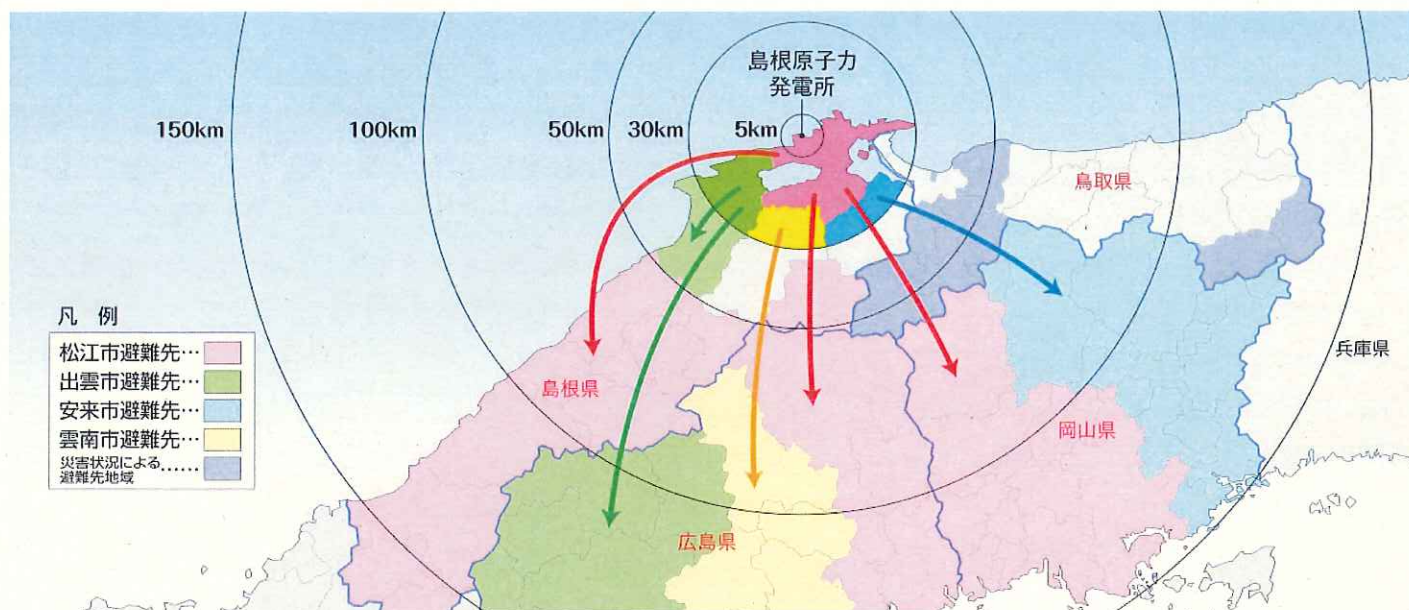 島根原子力
発電所
150km
100km
50km
30km
5km
鳥取県
兵庫県
島根県
岡山県
広島県
凡 例
松江市避難先…
出雲市避難先…
安来市避難先…
雲南市避難先…
災害状況による
避難先地域……